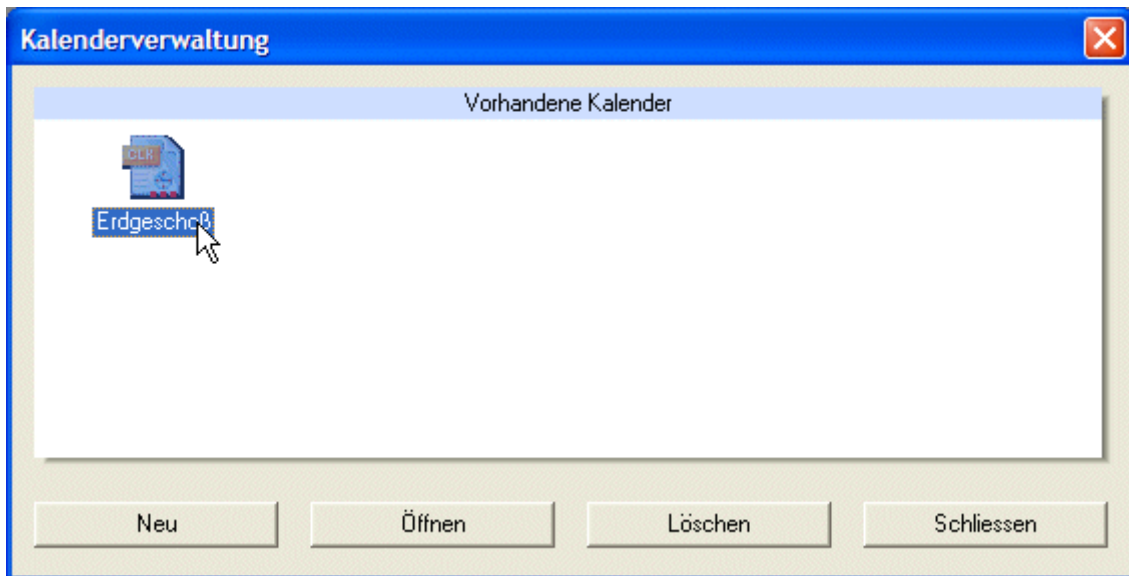 Kalenderverwaltung
Vorhandene Kalender
Erdgeschoß
Neu
Öffnen
Löschen
Schliessen